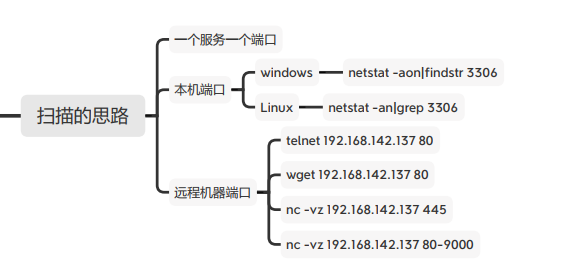 扫描的思路
一个服务一个端口
本机端口
windows
netstat -aon|findstr 3306
Linux
netstat -an|grep 3306
远程机器端口
telnet 192.168.142.137 80
wget 192.168.142.137 80
nc -vz 192.168.142.137 445
nc -vz 192.168.142.137 80-9000